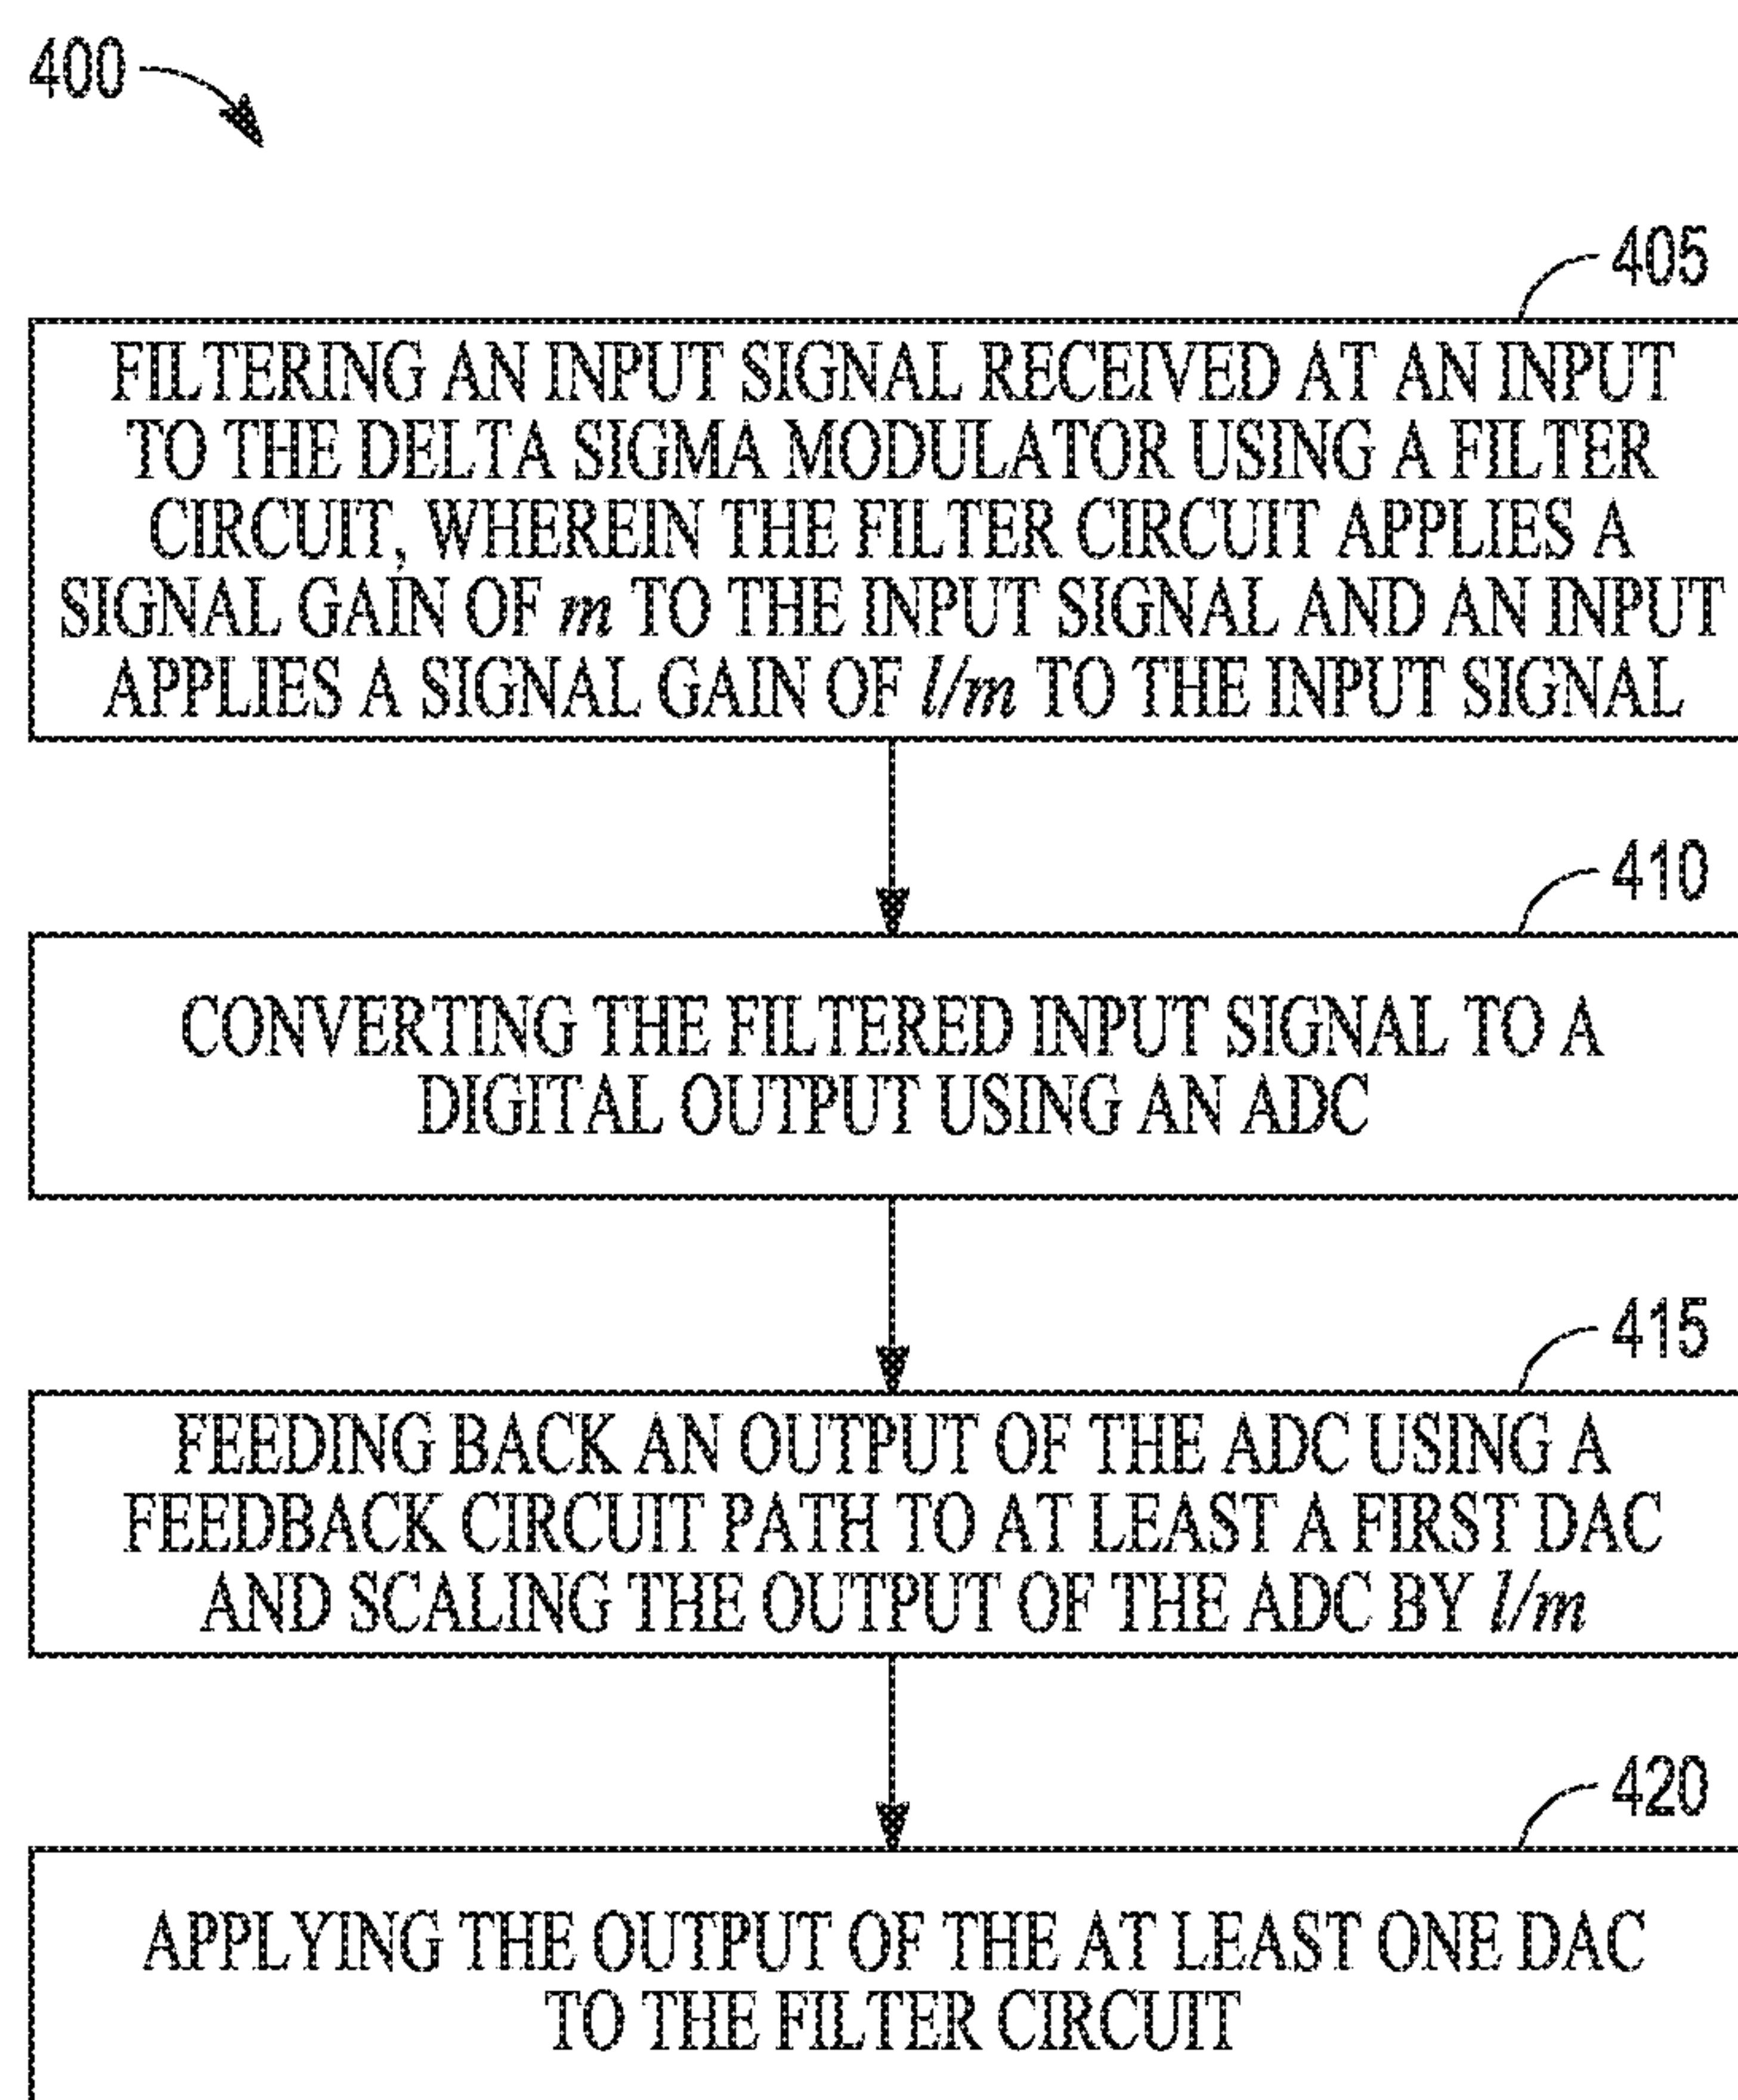 400
405
FILTERING AN INPUT SIGNAL RECEIVED AT AN INPUT
TO THE DELTA SIGMA MODULATOR USING A FILTER
CIRCUIT, WHEREIN THE FILTER CIRCUIT APPLIES A
SIGNAL GAIN OF m TO THE INPUT SIGNAL AND AN INPUT
APPLIES A SIGNAL GAIN OF l/m TO THE INPUT SIGNAL
410
CONVERTING THE FILTERED INPUT SIGNAL TO A
DIGITAL OUTPUT USING AN ADC
415
FEEDING BACK AN OUTPUT OF THE ADC USING A
FEEDBACK CIRCUIT PATH TO AT LEAST A FIRST DAC
AND SCALING THE OUTPUT OF THE ADC BY l/m
420
APPLYING THE OUTPUT OF THE AT LEAST ONE DAC
TO THE FILTER CIRCUIT